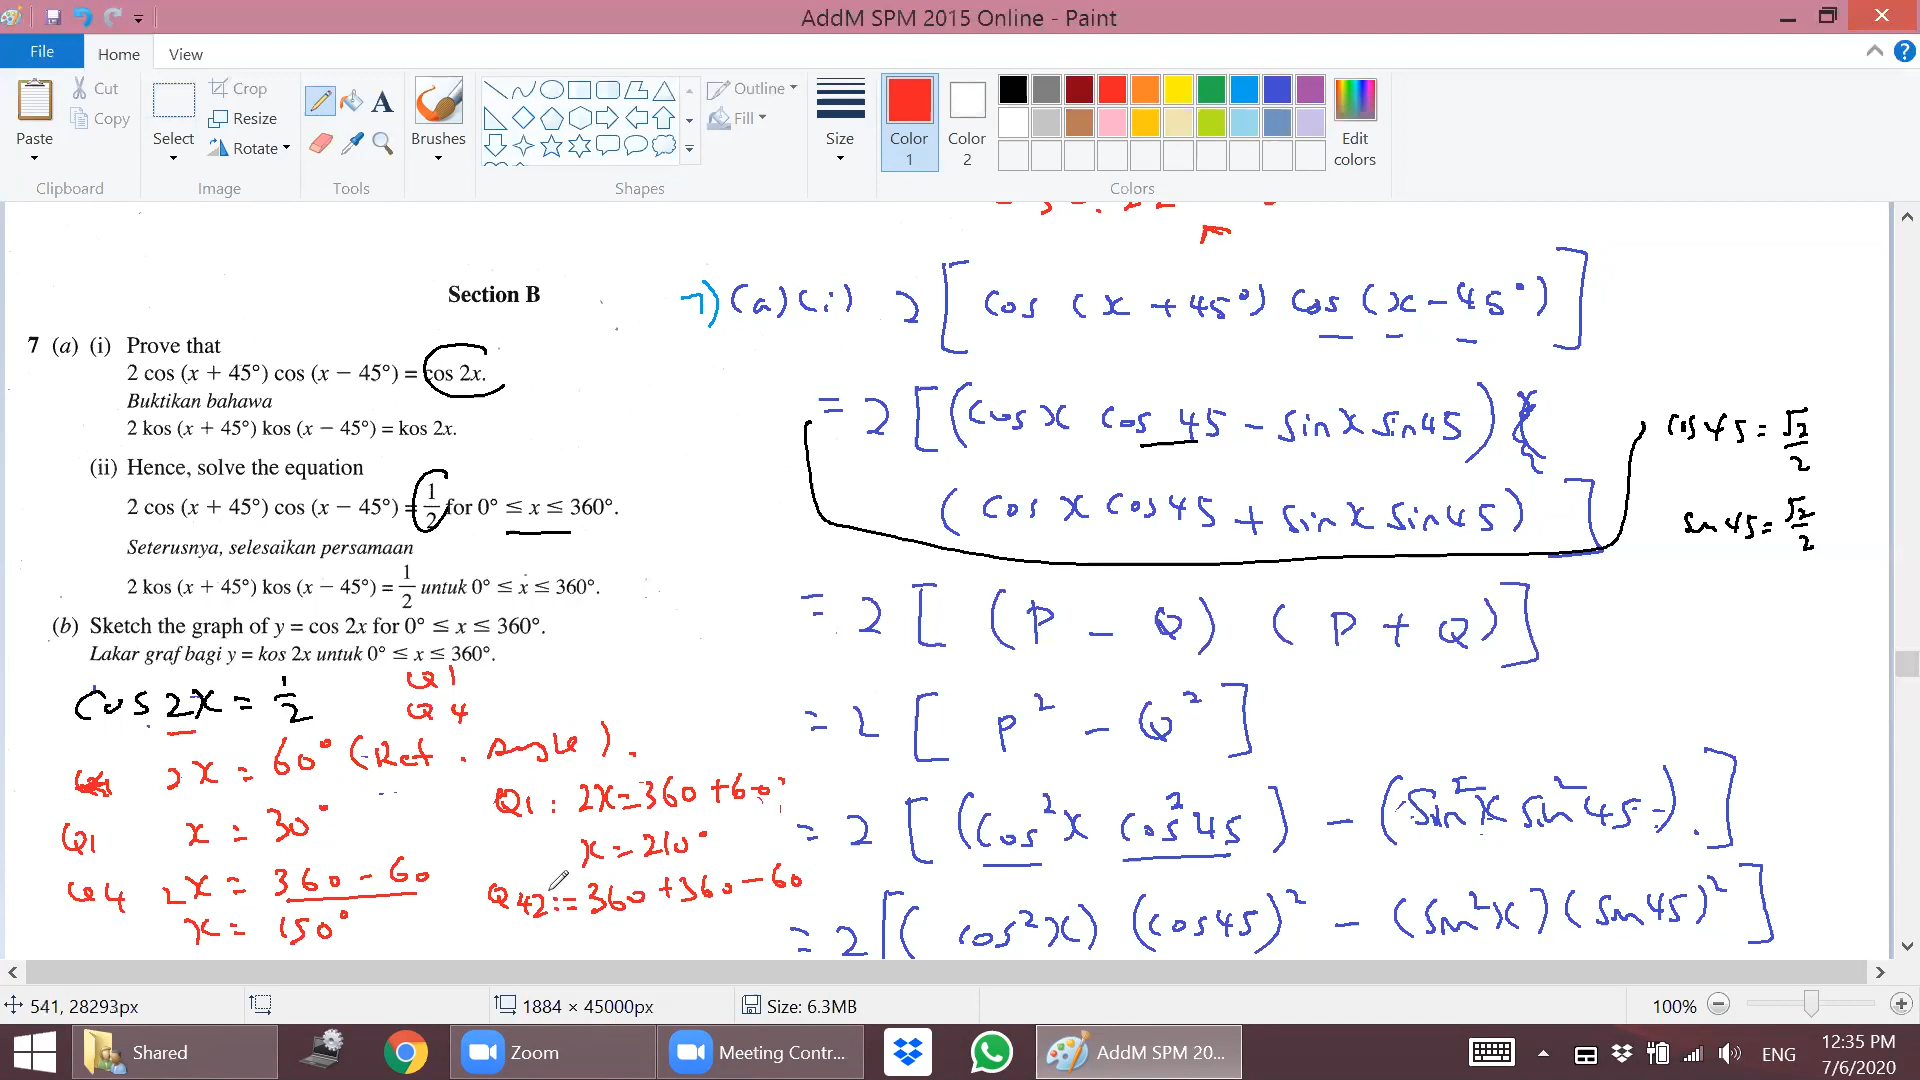 AddM SPM 2015 Online - Paint
File Home View
Paste
Cut
Copy
Clipboard
Select
Crop
Resize
Rotate
Image
Tools
Brushes
Shapes
Outline
Fill
Size
Color 1
Color 2
Colors
Edit colors
Section B
7 (a) (i) Prove that
2 cos (x + 45°) cos (x − 45°) = cos 2x.
Buktikan bahawa
2 kos (x + 45°) kos (x − 45°) = kos 2x.
(ii) Hence, solve the equation
2 cos (x + 45°) cos (x − 45°) = 1/2 for 0° ≤ x ≤ 360°.
Seterusnya, selesaikan persamaan
2 kos (x + 45°) kos (x − 45°) = 1/2 untuk 0° ≤ x ≤ 360°.
(b) Sketch the graph of y = cos 2x for 0° ≤ x ≤ 360°.
Lakar graf bagi y = kos 2x untuk 0° ≤ x ≤ 360°.
cos 2x = 1/2
Q1
Q4
2x = 60° (Ref. Angle).
Q1 x = 30°
Q4 2x = 360 - 60
x = 150°
Q1: 2x = 360 + 60°
x = 210°
Q42: = 360 + 360 - 60
7) (a) (i) 2 [cos (x + 45°) cos (x - 45°)]
= 2 [(cos x cos 45 - sin x sin 45)
(cos x cos 45 + sin x sin 45)]
cos 45 = √2/2
sin 45 = √2/2
= 2 [(P - Q) (P + Q)]
= 2 [P² - Q²]
= 2 [(cos² x cos² 45) - (sin² x sin² 45).]
= 2 [(cos² x) (cos 45)² - (sin² x) (sin 45)²]
541, 28293px
1884 × 45000px
Size: 6.3MB
100%
Shared
Zoom
Meeting Contr...
AddM SPM 20...
ENG
12:35 PM
7/6/2020